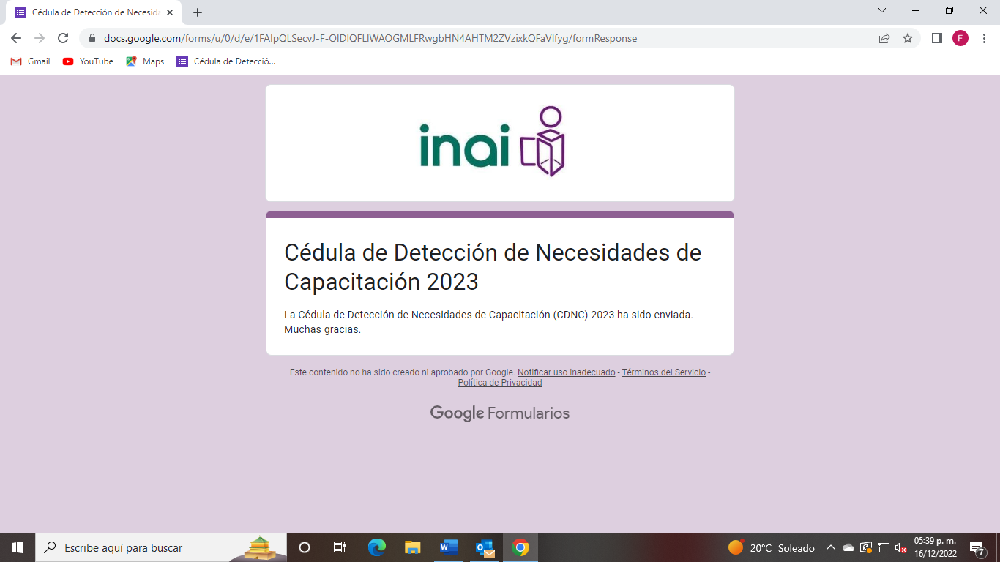 Cédula de Detección de Necesida
docs.google.com/forms/u/0/d/e/1FAIpQLSecvJ-F-OIDIQFLIWAOGMLFRwgbHN4AHTM2ZVzixkQFaVlfyg/formResponse
F
Gmail
YouTube
Maps
Cédula de Detecció...
inai
Cédula de Detección de Necesidades de
Capacitación 2023
La Cédula de Detección de Necesidades de Capacitación (CDNC) 2023 ha sido enviada.
Muchas gracias.
Este contenido no ha sido creado ni aprobado por Google. Notificar uso inadecuado - Términos del Servicio -
Política de Privacidad
Google Formularios
Escribe aquí para buscar
20°C Soleado
05:39 p. m.
16/12/2022
7